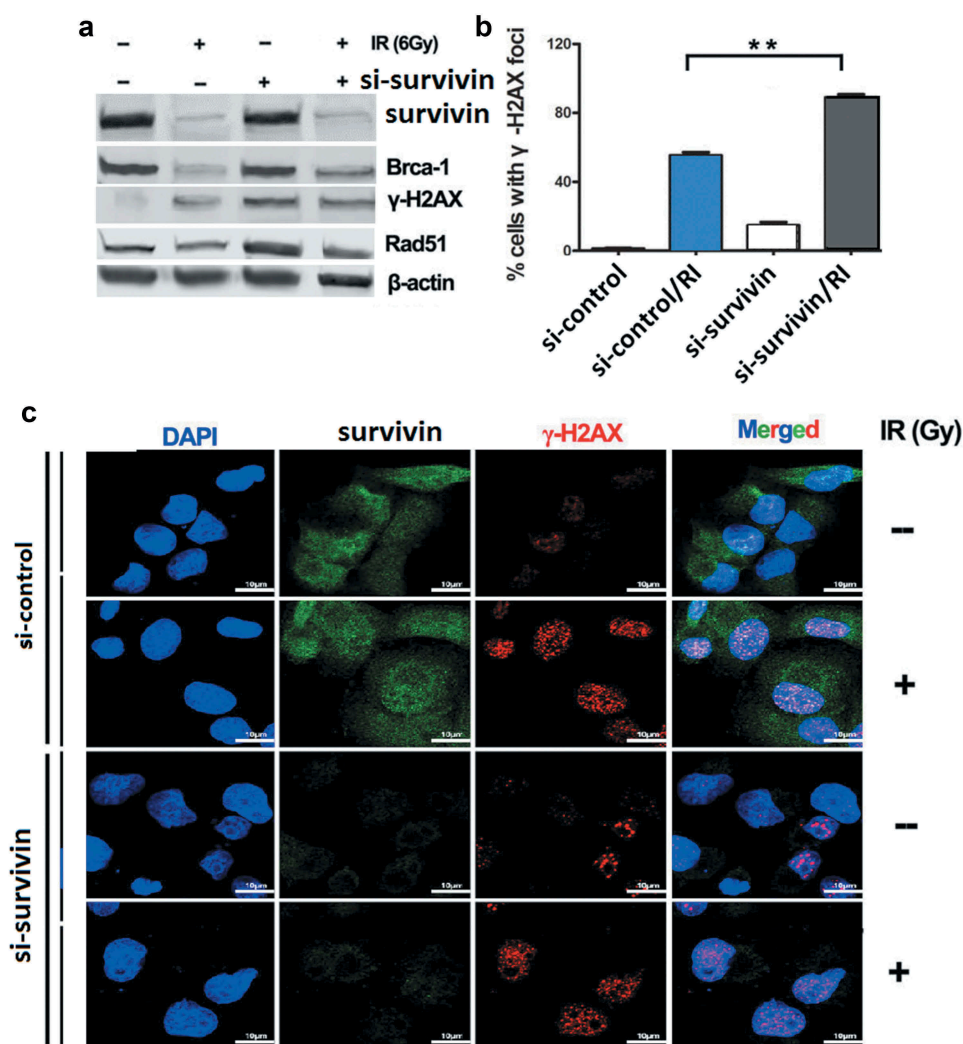 a
– + – + IR (6Gy)
– – + + si-survivin
survivin
Brca-1
γ-H2AX
Rad51
β-actin
b
% cells with γ -H2AX foci
120
80
40
0
**
si-control
si-control/RI
si-survivin
si-survivin/RI
c
DAPI survivin γ-H2AX Merged IR (Gy)
si-control
10μm 10μm 10μm 10μm --
10μm 10μm 10μm 10μm +
si-survivin
10μm 10μm 10μm 10μm --
10μm 10μm 10μm 10μm +